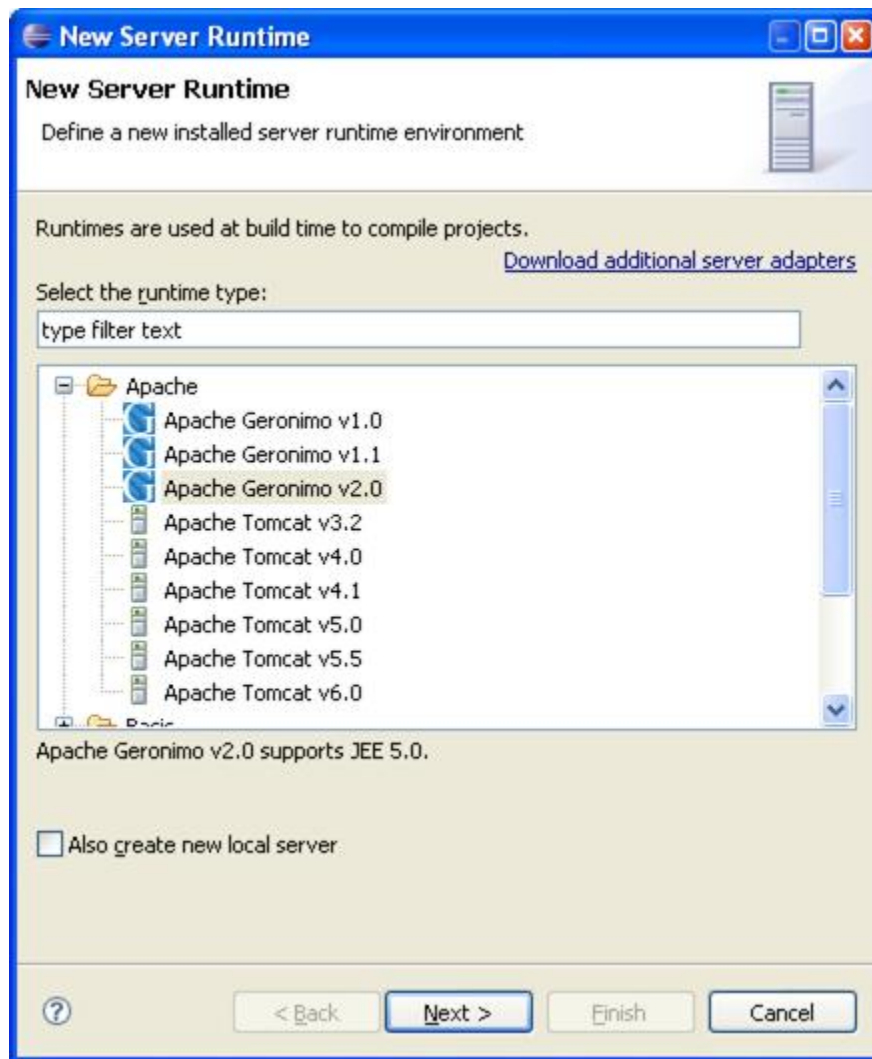 New Server Runtime
New Server Runtime
Define a new installed server runtime environment
Runtimes are used at build time to compile projects.
Download additional server adapters
Select the runtime type:
type filter text
Apache
Apache Geronimo v1.0
Apache Geronimo v1.1
Apache Geronimo v2.0
Apache Tomcat v3.2
Apache Tomcat v4.0
Apache Tomcat v4.1
Apache Tomcat v5.0
Apache Tomcat v5.5
Apache Tomcat v6.0
Basic
Apache Geronimo v2.0 supports JEE 5.0.
Also create new local server
? < Back Next > Finish Cancel